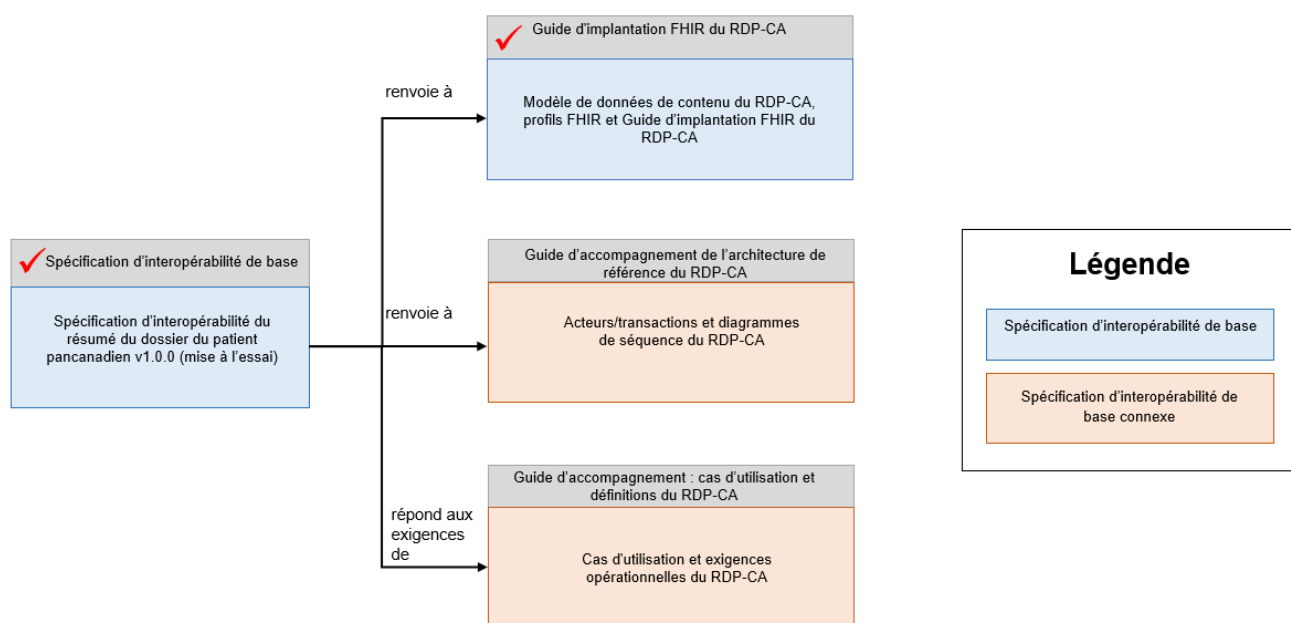 Guide d'implantation FHIR du RDP-CA
renvoie à
Modèle de données de contenu du RDP-CA,
profils FHIR et Guide d’implantation FHIR du
RDP-CA
Spécification d’interopérabilité de base
Spécification d’interopérabilité du
résumé du dossier du patient
pancanadien v1.0.0 (mise à l’essai)
renvoie à
Guide d’accompagnement de l’architecture de
référence du RDP-CA
Acteurs/transactions et diagrammes
de séquence du RDP-CA
répond aux
exigences
de
Guide d’accompagnement : cas d’utilisation et
définitions du RDP-CA
Cas d’utilisation et exigences
opérationnelles du RDP-CA
Légende
Spécification d’interopérabilité de base
Spécification d’interopérabilité de
base connexe